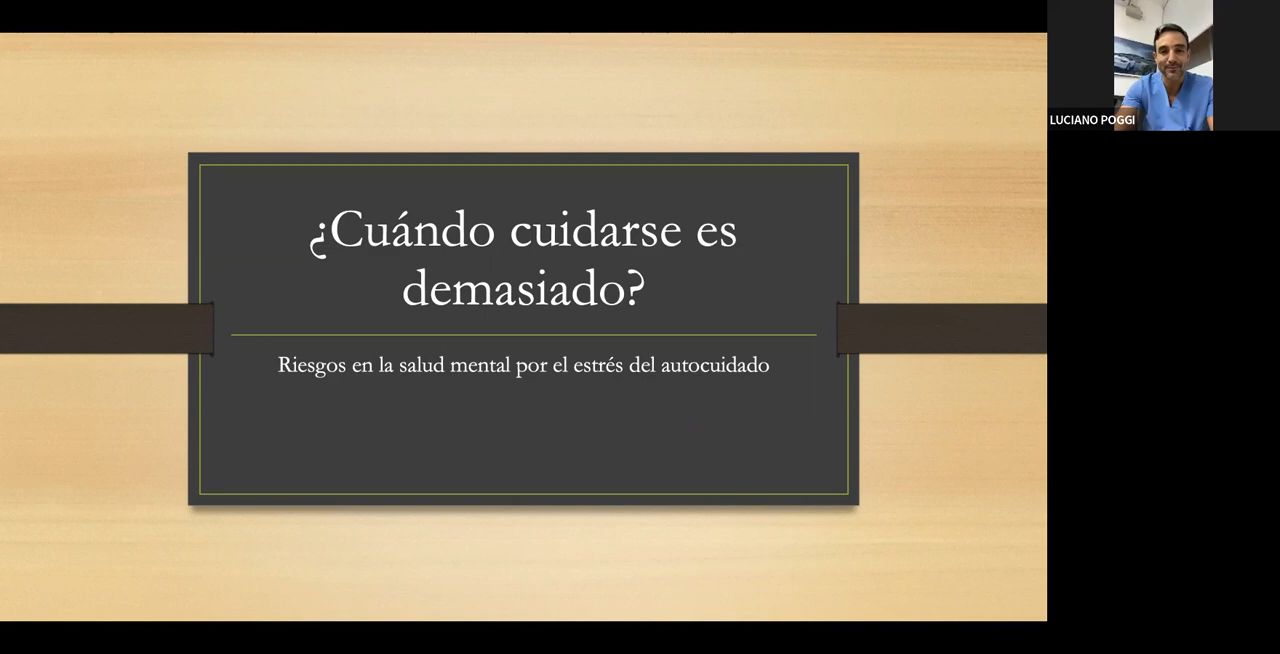 ¿Cuándo cuidarse es
demasiado?
Riesgos en la salud mental por el estrés del autocuidado
LUCIANO POGGI